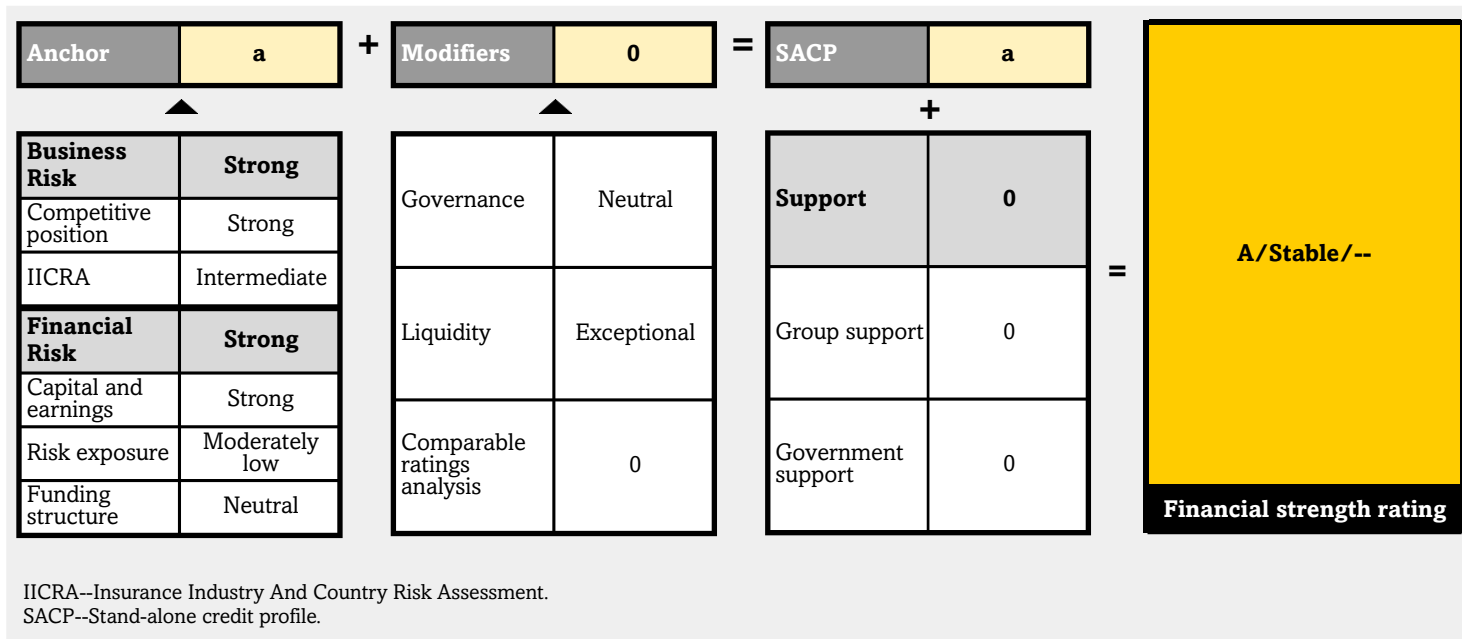 Anchor a + Modifiers 0 = SACP a
+
Business
Risk
Strong
Competitive
position
Strong
IICRA Intermediate
Financial
Risk
Strong
Capital and
earnings
Strong
Risk exposure
Moderately
low
Funding
structure
Neutral
Governance Neutral
Liquidity Exceptional
Comparable
ratings
analysis
0
Support 0
Group support 0
Government
support
0
=
A/Stable/--
Financial strength rating
IICRA--Insurance Industry And Country Risk Assessment.
SACP--Stand-alone credit profile.